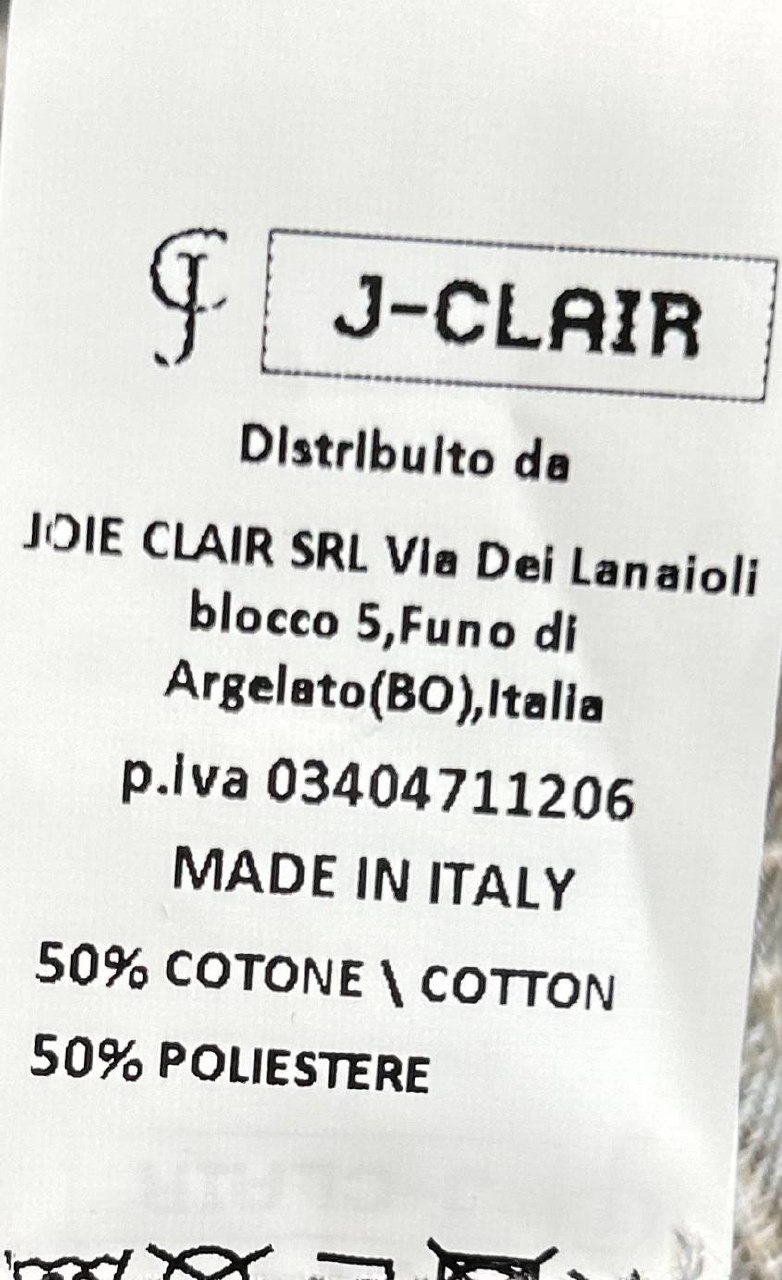 CJ J-CLAIR
Distribuito da
JOIE CLAIR SRL Via Dei Lanaioli
blocco 5,Funo di
Argelato(BO),Italia
p.iva 03404711206
MADE IN ITALY
50% COTONE \ COTTON
50% POLIESTERE